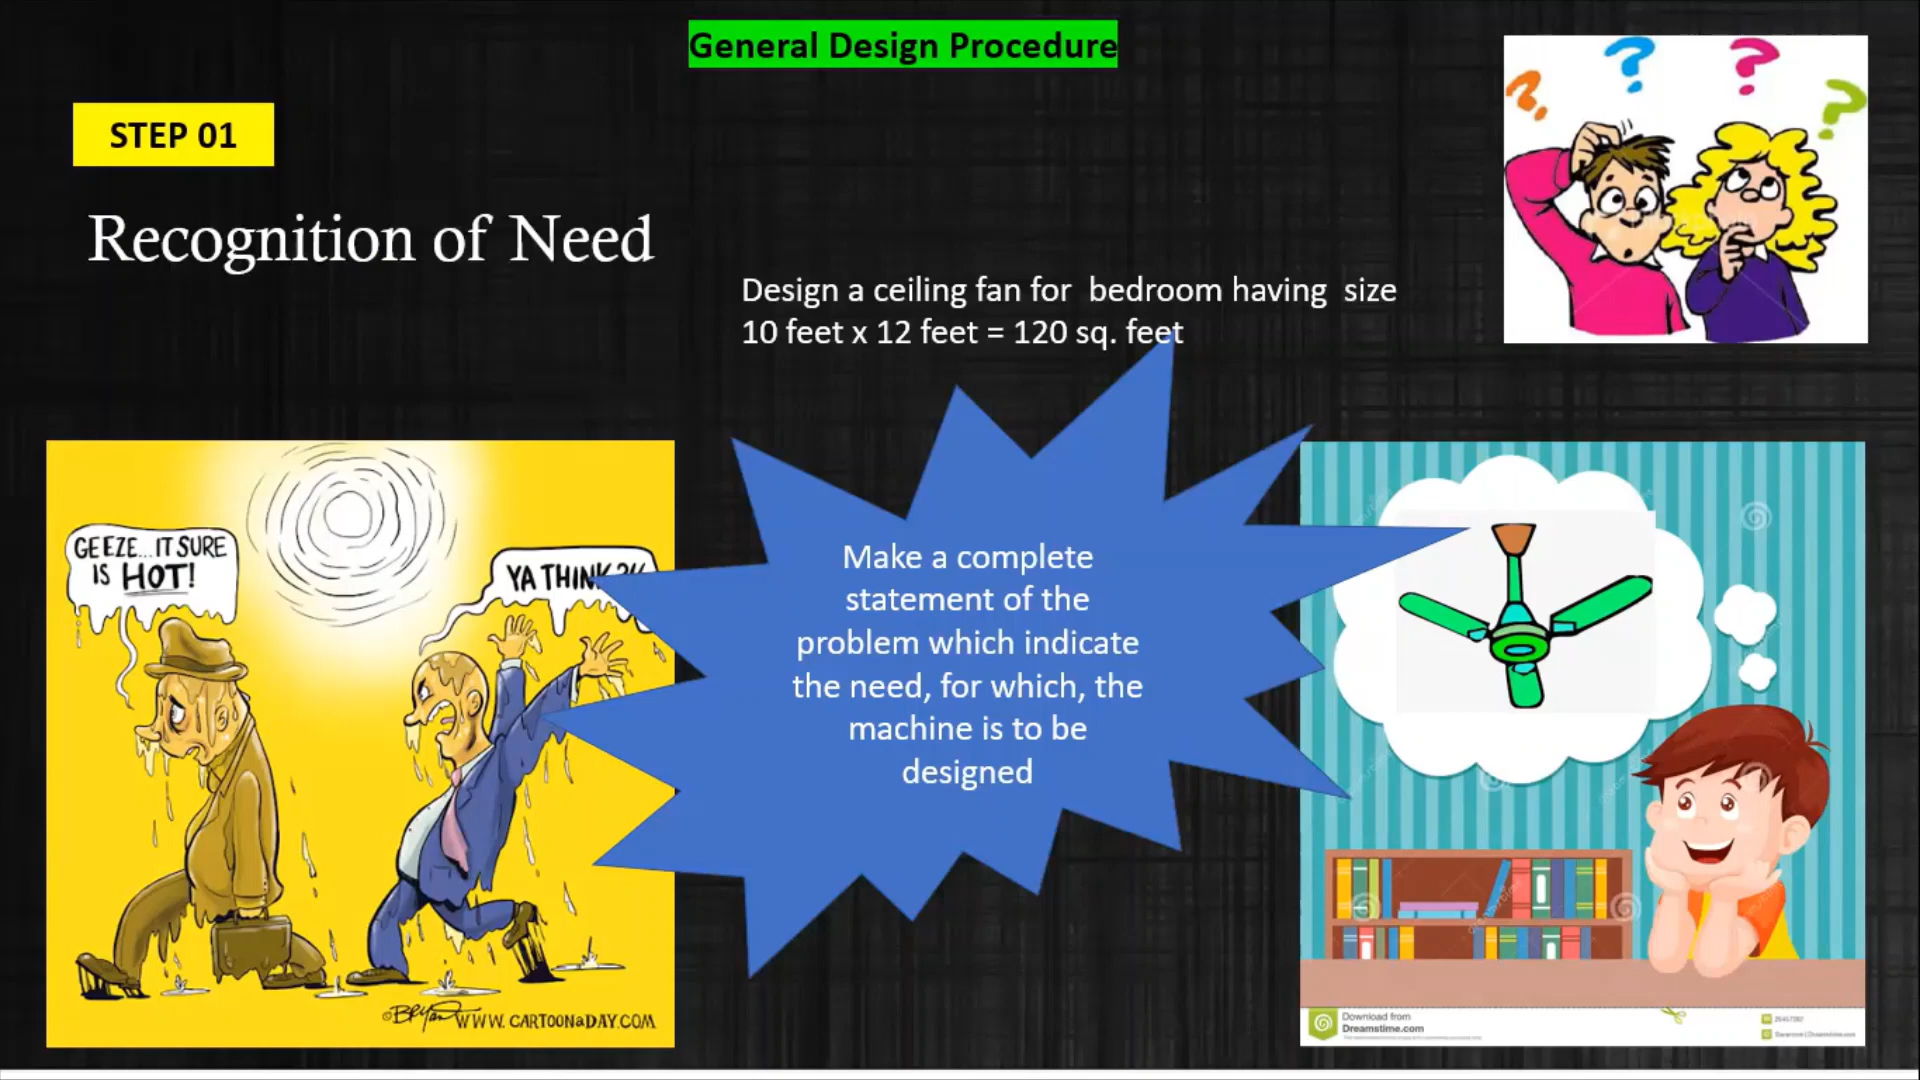 General Design Procedure
STEP 01
Recognition of Need
Design a ceiling fan for bedroom having size
10 feet x 12 feet = 120 sq. feet
GEEZE...IT SURE
IS HOT!
YA THINK
Make a complete
statement of the
problem which indicate
the need, for which, the
machine is to be
designed
WWW. CARTOONaDAY.COM
Download from
Dreamstime.com